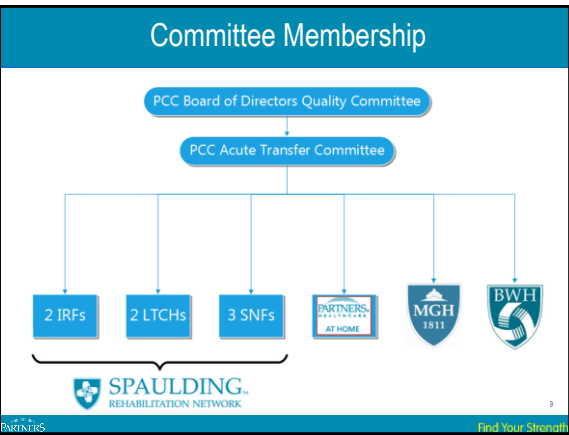 Committee Membership
PCC Board of Directors Quality Committee
PCC Acute Transfer Committee
2 IRFs
2 LTCHs
3 SNFs
PARTNERS.
HEALTHCARE
AT HOME
MGH
1811
BWH
SPAULDING™
REHABILITATION NETWORK
9
PARTNERS
Find Your Strength